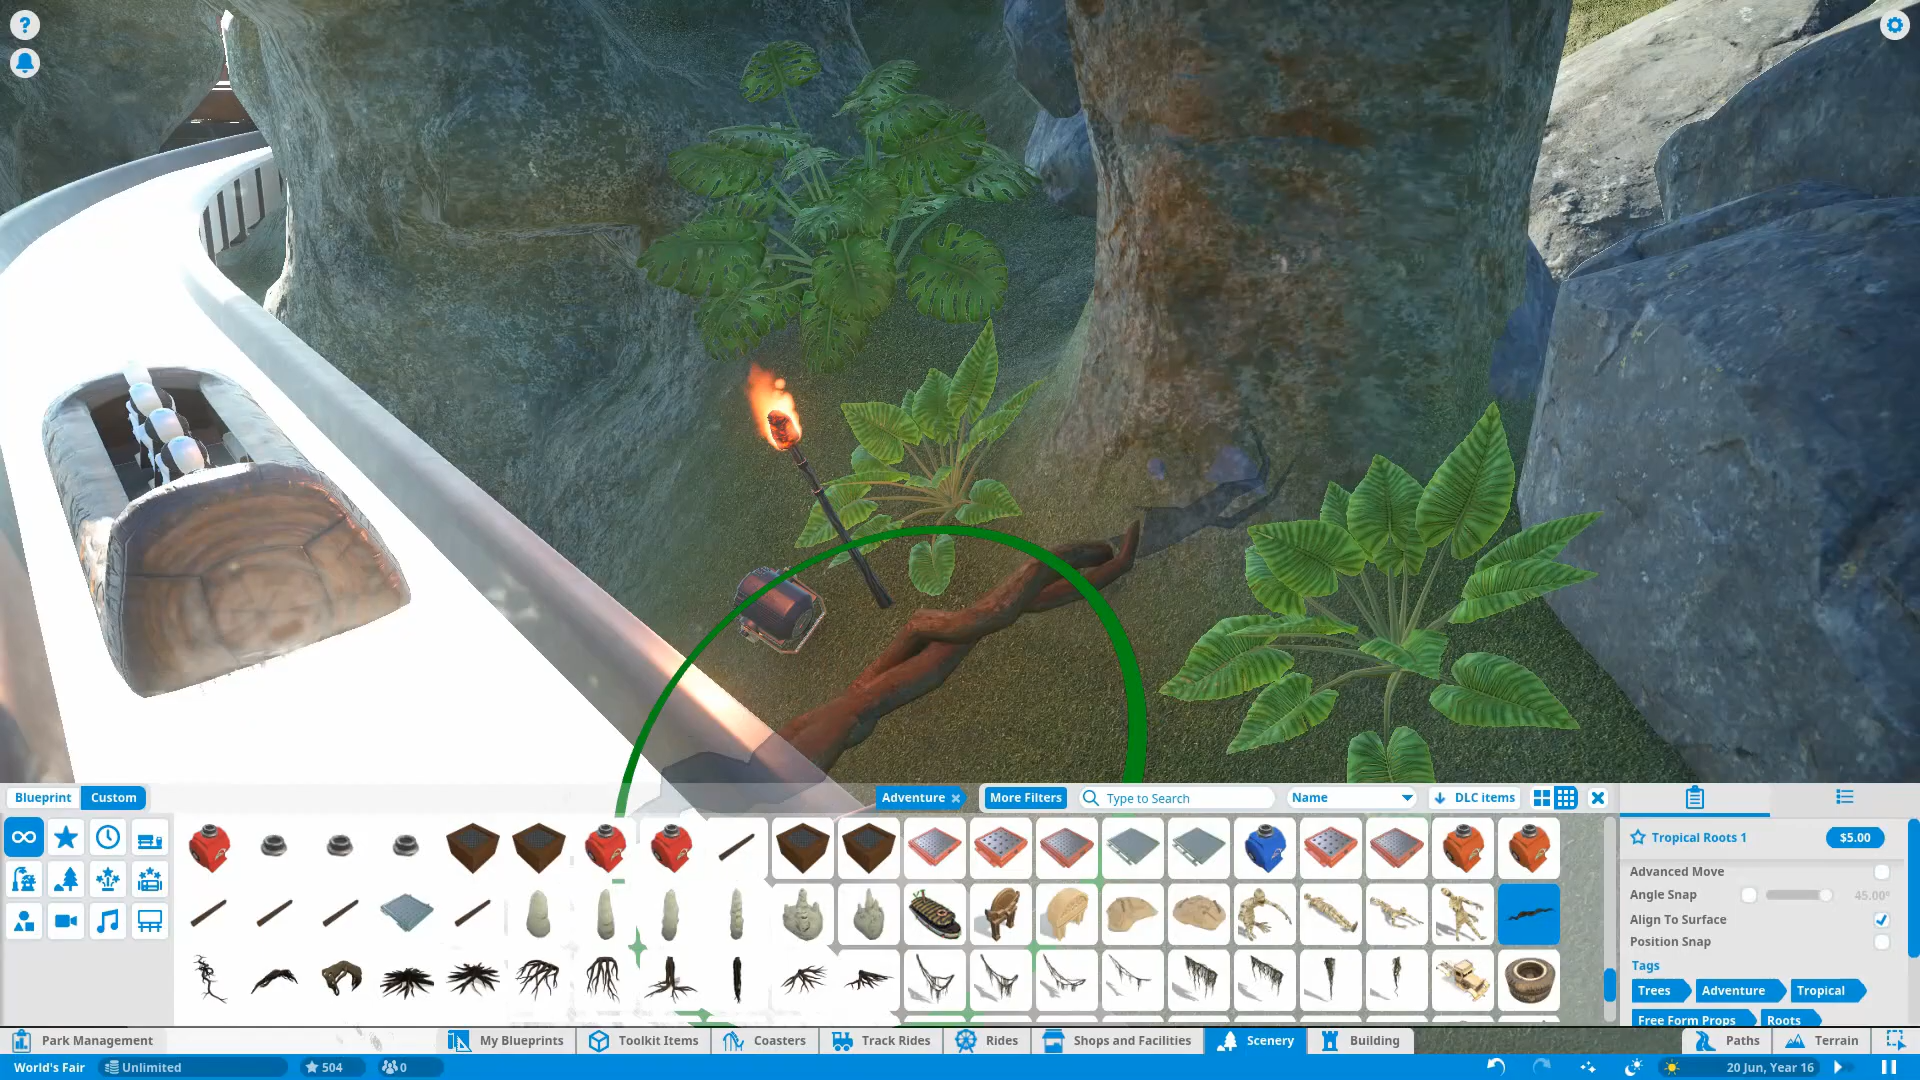 ?
Blueprint Custom Adventure × More Filters Type to Search Name DLC items
Tropical Roots 1 $5.00
Advanced Move
Angle Snap 45.00°
Align To Surface
Position Snap
Tags
Trees Adventure Tropical
Free Form Props Roots
Park Management My Blueprints Toolkit Items Coasters Track Rides Rides Shops and Facilities Scenery Building Paths Terrain
World's Fair Unlimited 504 0 20 Jun, Year 16